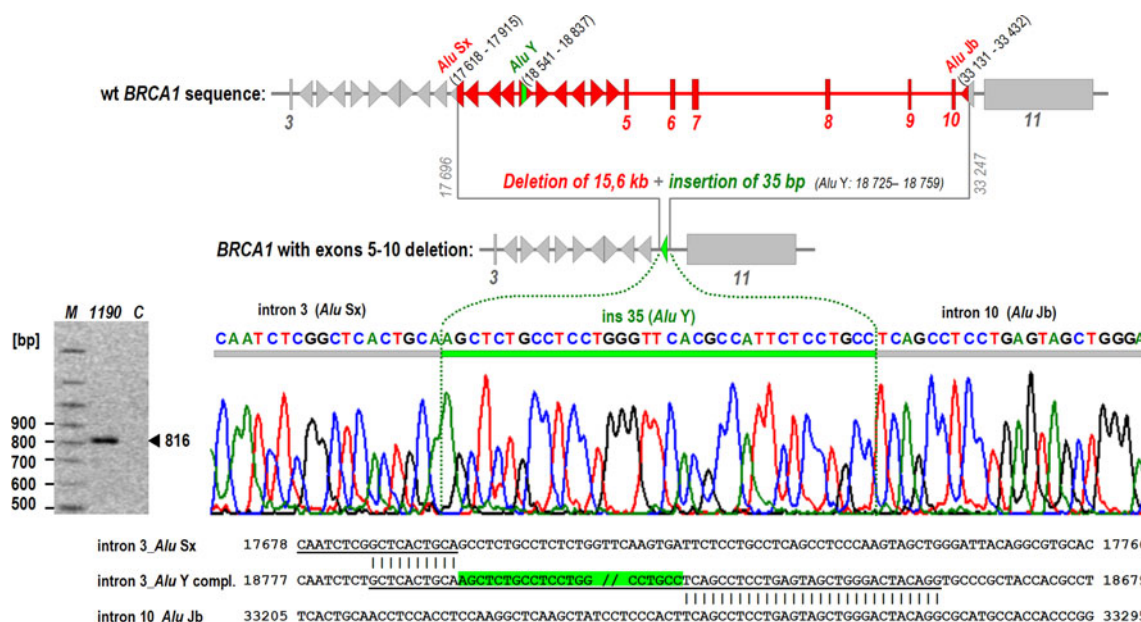 Alu Sx (17 618 - 17 915) Alu Y (18 541 - 18 837) Alu Jb (33 131 - 33 432)
wt BRCA1 sequence:
3 5 6 7 8 9 10 11
17 696 33 247
Deletion of 15,6 kb + insertion of 35 bp (Alu Y: 18 725– 18 759)
BRCA1 with exons 5-10 deletion:
3 11
M 1190 C
intron 3 (Alu Sx) ins 35 (Alu Y) intron 10 (Alu Jb)
[bp]
CAATCTCGGCTCACTGCAAGCTCTGCCTCCTGGGTTCACGCCATTCTCCTGCCTCAGCCTCCTGAGTAGCTGGGA
900
800 816
700
600
500
intron 3_Alu Sx 17678 CAATCTCGGCTCACTGCAGCCTCTGCCTCTCTGGTTCAAGTGATTCTCCTGCCTCAGCCTCCCAAGTAGCTGGGATTACAGGCGTGCAC 17766
intron 3_Alu Y compl. 18777 CAATCTCTGCTCACTGCAAGCTCTGCCTCCTGG // CCTGCCTCAGCCTCCTGAGTAGCTGGGACTACAGGTGCCCGCTACCACGCCT 18679
intron 10_Alu Jb 33205 TCACTGCAACCTCCACCTCCAAGGCTCAAGCTATCCTCCCACTTCAGCCTCCTGAGTAGCTGGGACTACAGGCGCATGCCACCACCCGG 33295